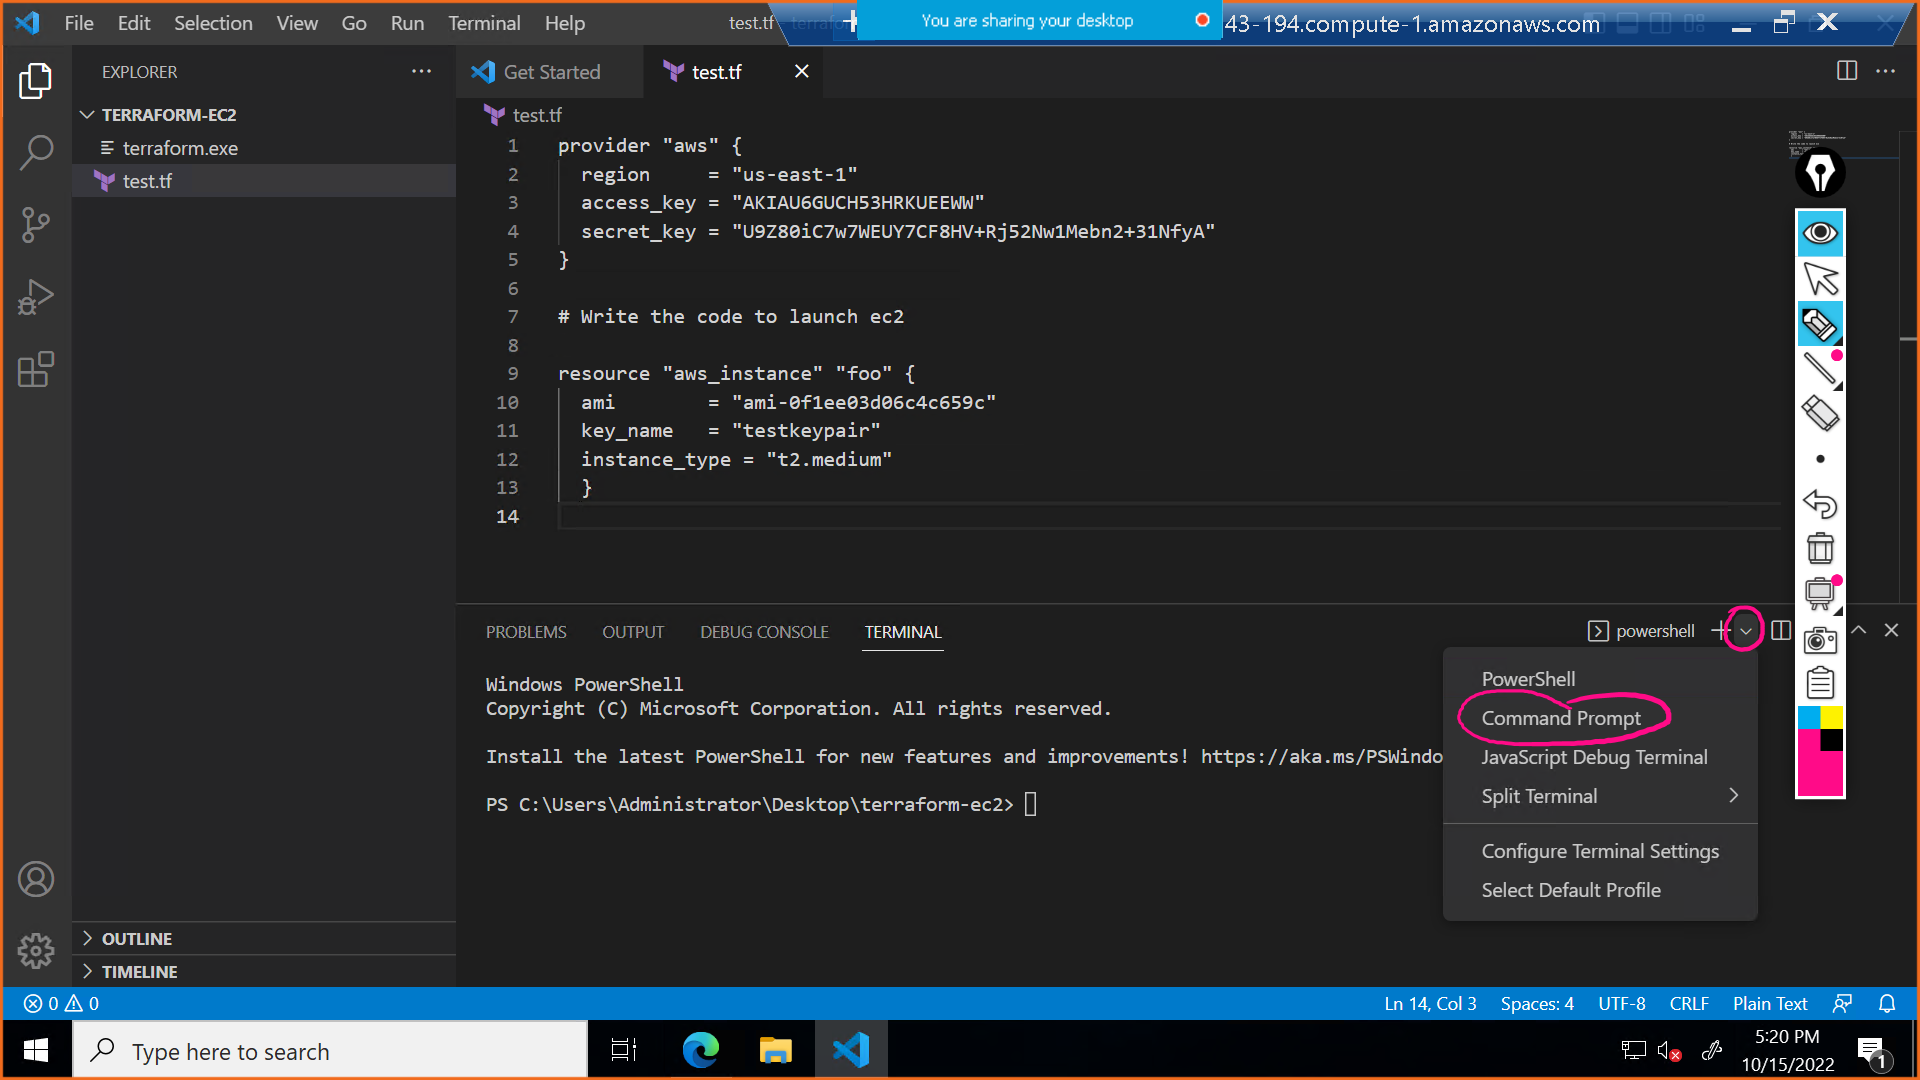 File Edit Selection View Go Run Terminal Help
test.tf
You are sharing your desktop
43-194.compute-1.amazonaws.com
EXPLORER
Get Started
test.tf
TERRAFORM-EC2
terraform.exe
test.tf
test.tf
1 provider "aws" {
2 region = "us-east-1"
3 access_key = "AKIAU6GUCH53HRKUEEWW"
4 secret_key = "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"
5 }
6
7 # Write the code to launch ec2
8
9 resource "aws_instance" "foo" {
10 ami = "ami-0f1ee03d06c4c659c"
11 key_name = "testkeypair"
12 instance_type = "t2.medium"
13 }
14
PROBLEMS OUTPUT DEBUG CONSOLE TERMINAL
powershell
Windows PowerShell
Copyright (C) Microsoft Corporation. All rights reserved.
Install the latest PowerShell for new features and improvements! https://aka.ms/PSWindo
PS C:\Users\Administrator\Desktop\terraform-ec2>
PowerShell
Command Prompt
JavaScript Debug Terminal
Split Terminal
Configure Terminal Settings
Select Default Profile
OUTLINE
TIMELINE
0 0
Ln 14, Col 3 Spaces: 4 UTF-8 CRLF Plain Text
Type here to search
5:20 PM
10/15/2022
1